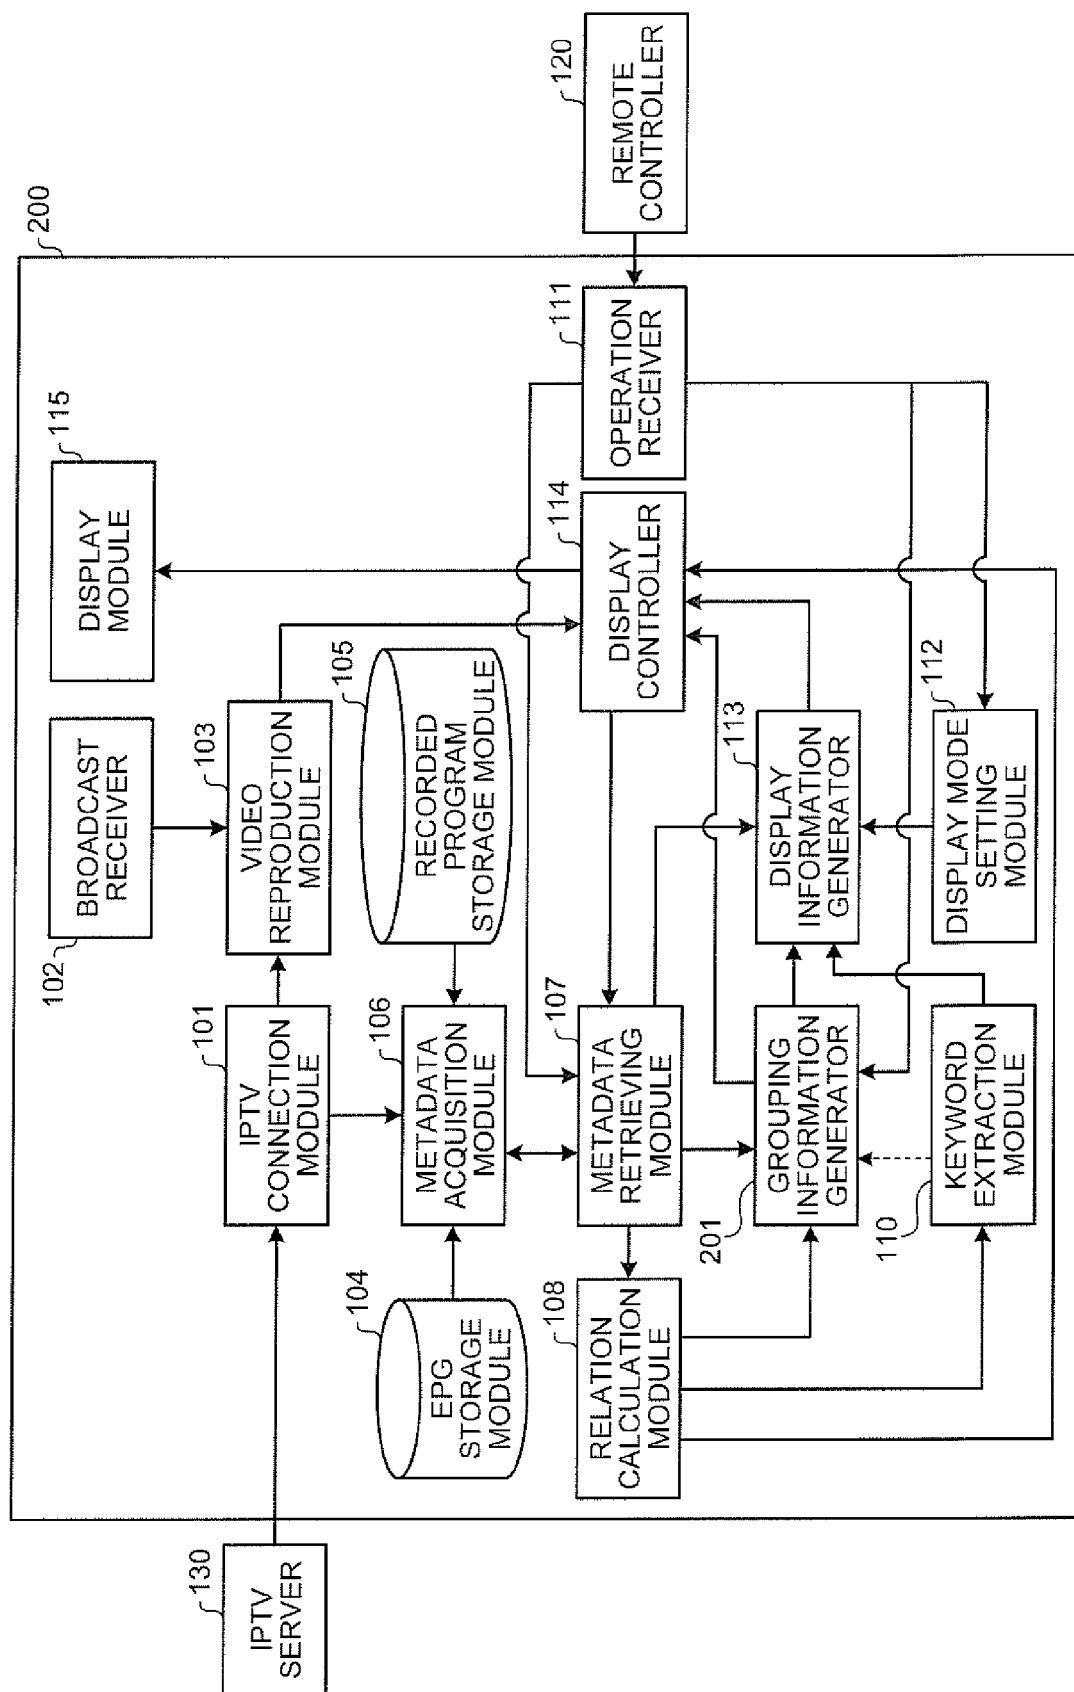 200
130
IPTV
SERVER
120
REMOTE
CONTROLLER
102
BROADCAST
RECEIVER
115
DISPLAY
MODULE
101
IPTV
CONNECTION
MODULE
103
VIDEO
REPRODUCTION
MODULE
104
EPG
STORAGE
MODULE
106
METADATA
ACQUISITION
MODULE
105
RECORDED
PROGRAM
STORAGE MODULE
108
RELATION
CALCULATION
MODULE
107
METADATA
RETRIEVING
MODULE
114
DISPLAY
CONTROLLER
111
OPERATION
RECEIVER
201
GROUPING
INFORMATION
GENERATOR
113
DISPLAY
INFORMATION
GENERATOR
110
KEYWORD
EXTRACTION
MODULE
112
DISPLAY MODE
SETTING
MODULE